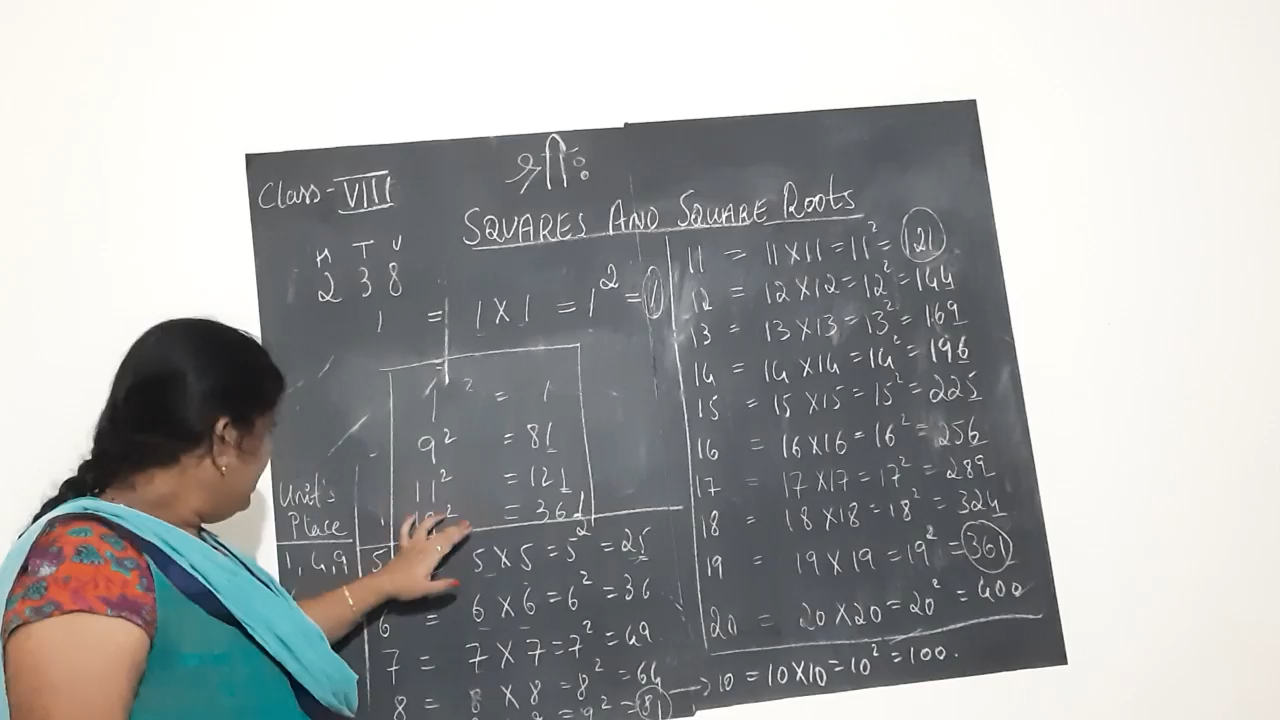 श्रीः
Class-VIII
SQUARES AND SQUARE ROOTS
H T U
2 3 8
1 = 1 X 1 = 1² = 1
1² = 1
9² = 81
11² = 121
= 361
Unit's
Place
1, 4, 9
5 5 X 5 = 5² = 25
6 = 6 X 6 = 6² = 36
7 = 7 X 7 = 7² = 49
8 = 8 X 8 = 8² = 64
9² = 81
11 = 11 X 11 = 11² = 121
12 = 12 X 12 = 12² = 144
13 = 13 X 13 = 13² = 169
14 = 14 X 14 = 14² = 196
15 = 15 X 15 = 15² = 225
16 = 16 X 16 = 16² = 256
17 = 17 X 17 = 17² = 289
18 = 18 X 18 = 18² = 324
19 = 19 X 19 = 19² = 361
20 = 20 X 20 = 20² = 400
→ 10 = 10 X 10 = 10² = 100.